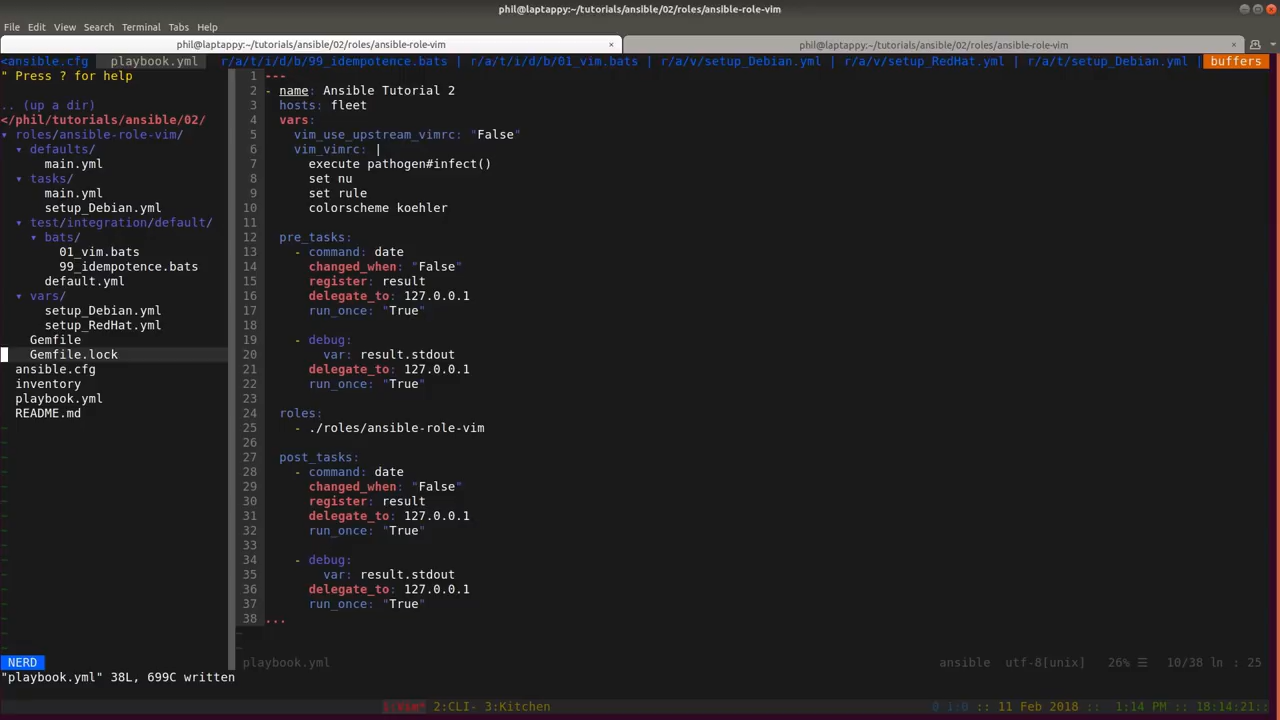 phil@laptappy:~/tutorials/ansible/02/roles/ansible-role-vim
File Edit View Search Terminal Tabs Help
phil@laptappy:~/tutorials/ansible/02/roles/ansible-role-vim × phil@laptappy:~/tutorials/ansible/02/roles/ansible-role-vim ×
<ansible.cfg playbook.yml r/a/t/i/d/b/99_idempotence.bats | r/a/t/i/d/b/01_vim.bats | r/a/v/setup_Debian.yml | r/a/v/setup_RedHat.yml | r/a/t/setup_Debian.yml | buffers
" Press ? for help
.. (up a dir)
</phil/tutorials/ansible/02/
▾ roles/ansible-role-vim/
▾ defaults/
main.yml
▾ tasks/
main.yml
setup_Debian.yml
▾ test/integration/default/
▾ bats/
01_vim.bats
99_idempotence.bats
default.yml
▾ vars/
setup_Debian.yml
setup_RedHat.yml
Gemfile
Gemfile.lock
ansible.cfg
inventory
playbook.yml
README.md
1 ---
2 - name: Ansible Tutorial 2
3 hosts: fleet
4 vars:
5 vim_use_upstream_vimrc: "False"
6 vim_vimrc: |
7 execute pathogen#infect()
8 set nu
9 set rule
10 colorscheme koehler
11
12 pre_tasks:
13 - command: date
14 changed_when: "False"
15 register: result
16 delegate_to: 127.0.0.1
17 run_once: "True"
18
19 - debug:
20 var: result.stdout
21 delegate_to: 127.0.0.1
22 run_once: "True"
23
24 roles:
25 - ./roles/ansible-role-vim
26
27 post_tasks:
28 - command: date
29 changed_when: "False"
30 register: result
31 delegate_to: 127.0.0.1
32 run_once: "True"
33
34 - debug:
35 var: result.stdout
36 delegate_to: 127.0.0.1
37 run_once: "True"
38 ...
NERD playbook.yml ansible utf-8[unix] 26% ☰ 10/38 ln : 25
"playbook.yml" 38L, 699C written
1:vim* 2:CLI- 3:Kitchen 0 1:0 :: 11 Feb 2018 :: 1:14 PM :: 18:14:21::